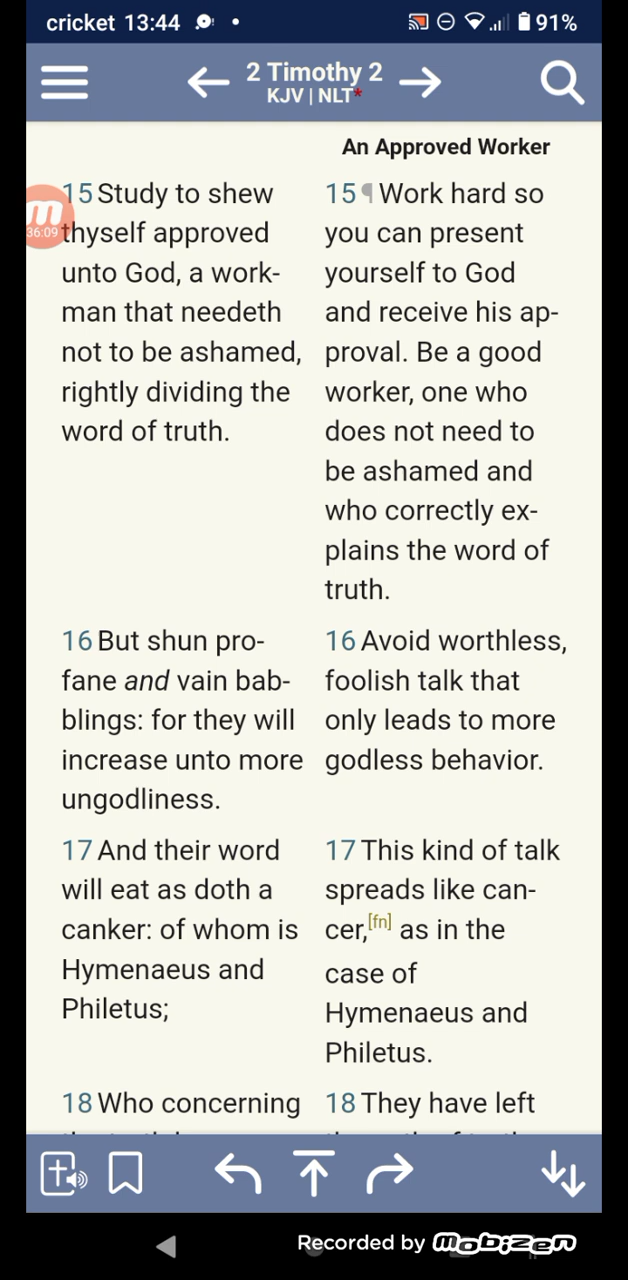 cricket 13:44
91%
2 Timothy 2
KJV | NLT*
An Approved Worker
15 Study to shew
thyself approved
unto God, a work-
man that needeth
not to be ashamed,
rightly dividing the
word of truth.
15 ¶ Work hard so
you can present
yourself to God
and receive his ap-
proval. Be a good
worker, one who
does not need to
be ashamed and
who correctly ex-
plains the word of
truth.
m
36:09
16 But shun pro-
fane and vain bab-
blings: for they will
increase unto more
ungodliness.
16 Avoid worthless,
foolish talk that
only leads to more
godless behavior.
17 And their word
will eat as doth a
canker: of whom is
Hymenaeus and
Philetus;
17 This kind of talk
spreads like can-
cer,[fn] as in the
case of
Hymenaeus and
Philetus.
18 Who concerning
18 They have left
Recorded by Mobizen